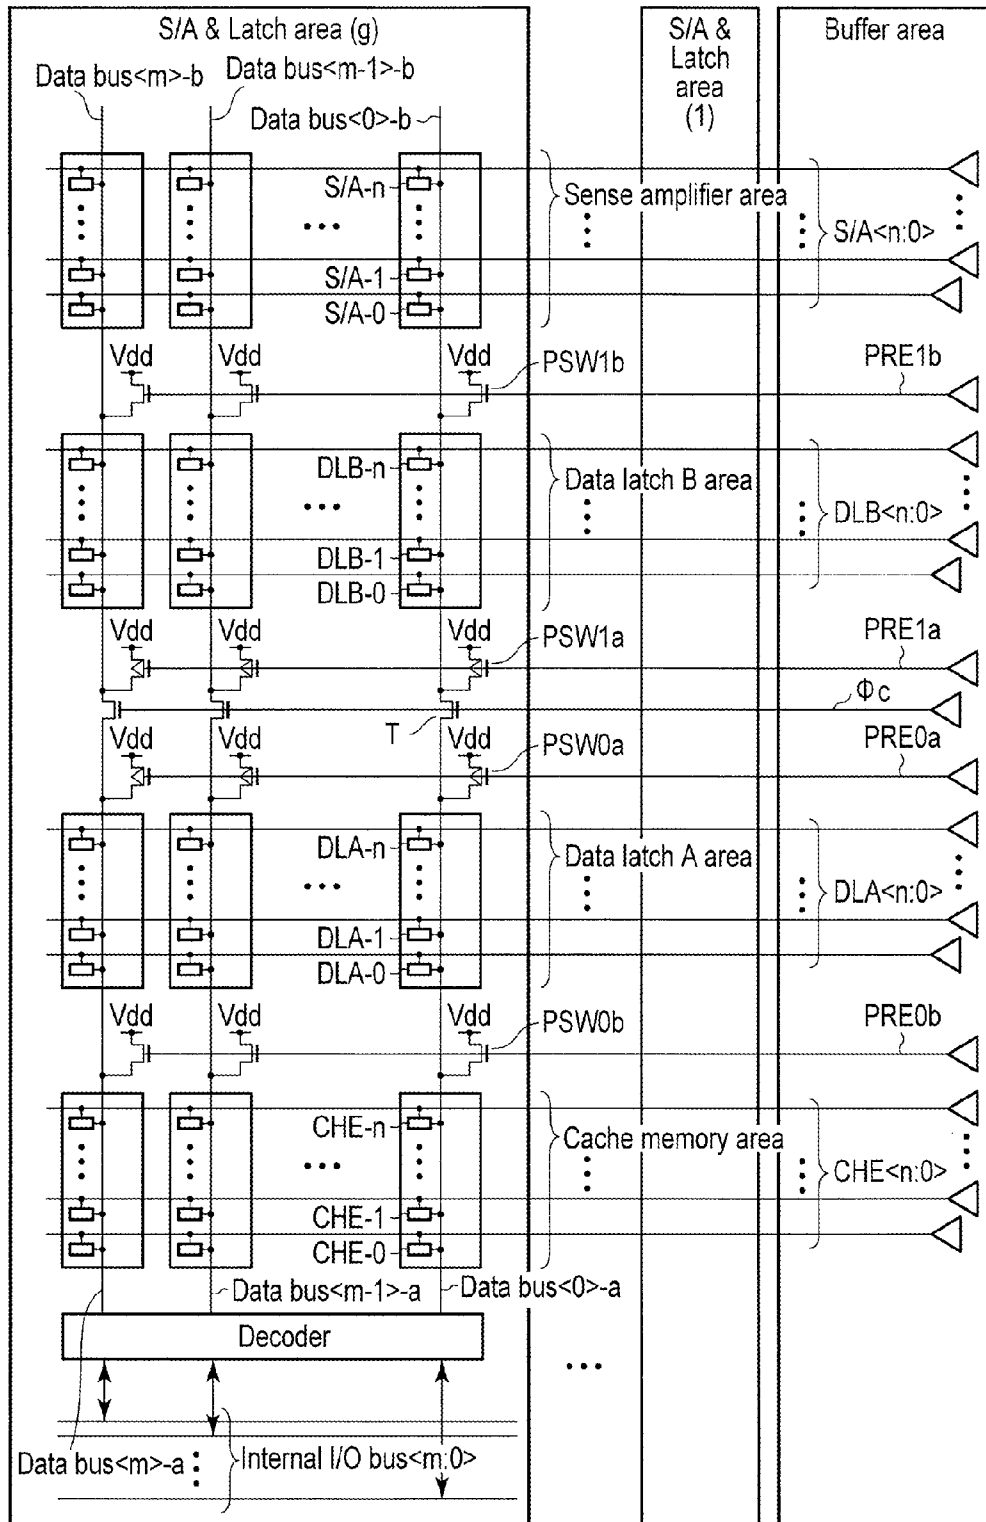 S/A & Latch area (g)
S/A &
Latch
area
(1)
Buffer area
Data bus<m>-b
Data bus<m-1>-b
Data bus<0>-b
S/A-n
S/A-1
S/A-0
Sense amplifier area
S/A<n:0>
Vdd
Vdd
Vdd
PSW1b
PRE1b
DLB-n
DLB-1
DLB-0
Data latch B area
DLB<n:0>
Vdd
Vdd
Vdd
PSW1a
PRE1a
T
Φc
Vdd
Vdd
Vdd
PSW0a
PRE0a
DLA-n
DLA-1
DLA-0
Data latch A area
DLA<n:0>
Vdd
Vdd
Vdd
PSW0b
PRE0b
CHE-n
CHE-1
CHE-0
Cache memory area
CHE<n:0>
Data bus<m-1>-a
Data bus<0>-a
Decoder
Data bus<m>-a
Internal I/O bus<m:0>